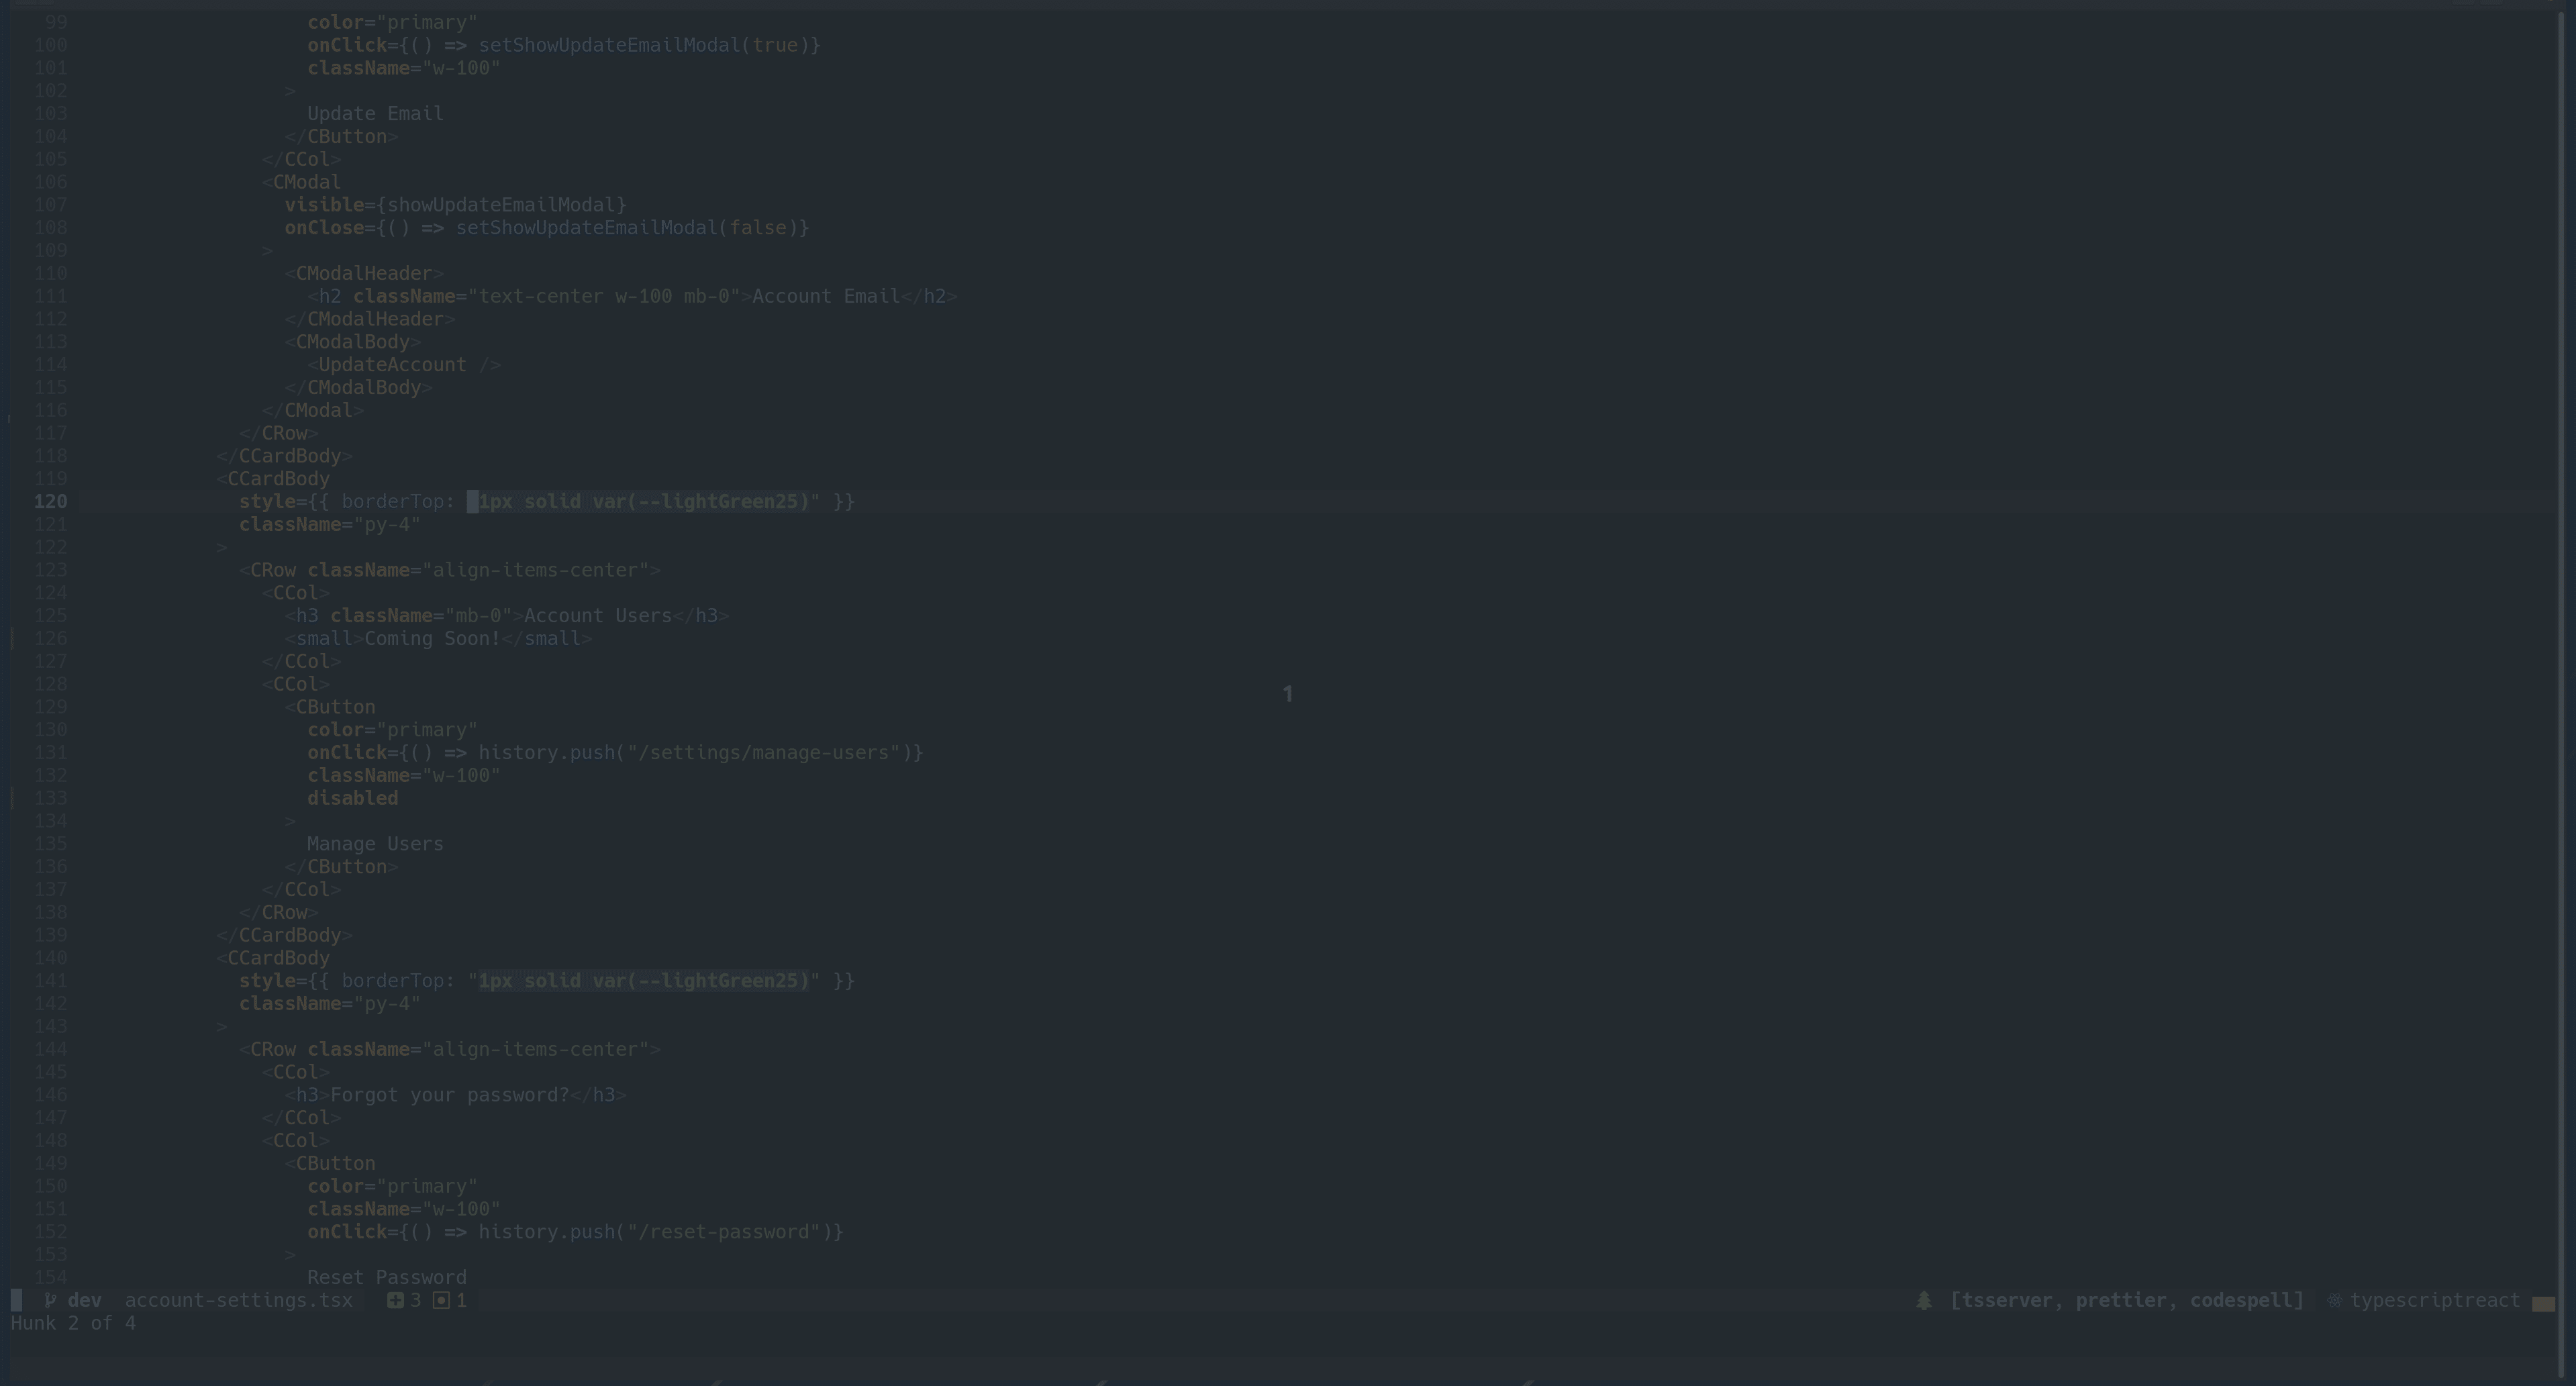 99 color="primary"
100 onClick={() => setShowUpdateEmailModal(true)}
101 className="w-100"
102 >
103 Update Email
104 </CButton>
105 </CCol>
106 <CModal
107 visible={showUpdateEmailModal}
108 onClose={() => setShowUpdateEmailModal(false)}
109 >
110 <CModalHeader>
111 <h2 className="text-center w-100 mb-0">Account Email</h2>
112 </CModalHeader>
113 <CModalBody>
114 <UpdateAccount />
115 </CModalBody>
116 </CModal>
117 </CRow>
118 </CCardBody>
119 <CCardBody
120 style={{ borderTop: "1px solid var(--lightGreen25)" }}
121 className="py-4"
122 >
123 <CRow className="align-items-center">
124 <CCol>
125 <h3 className="mb-0">Account Users</h3>
126 <small>Coming Soon!</small>
127 </CCol>
128 <CCol>
1
129 <CButton
130 color="primary"
131 onClick={() => history.push("/settings/manage-users")}
132 className="w-100"
133 disabled
134 >
135 Manage Users
136 </CButton>
137 </CCol>
138 </CRow>
139 </CCardBody>
140 <CCardBody
141 style={{ borderTop: "1px solid var(--lightGreen25)" }}
142 className="py-4"
143 >
144 <CRow className="align-items-center">
145 <CCol>
146 <h3>Forgot your password?</h3>
147 </CCol>
148 <CCol>
149 <CButton
150 color="primary"
151 className="w-100"
152 onClick={() => history.push("/reset-password")}
153 >
154 Reset Password
dev account-settings.tsx 3 1 [tsserver, prettier, codespell] typescriptreact
Hunk 2 of 4